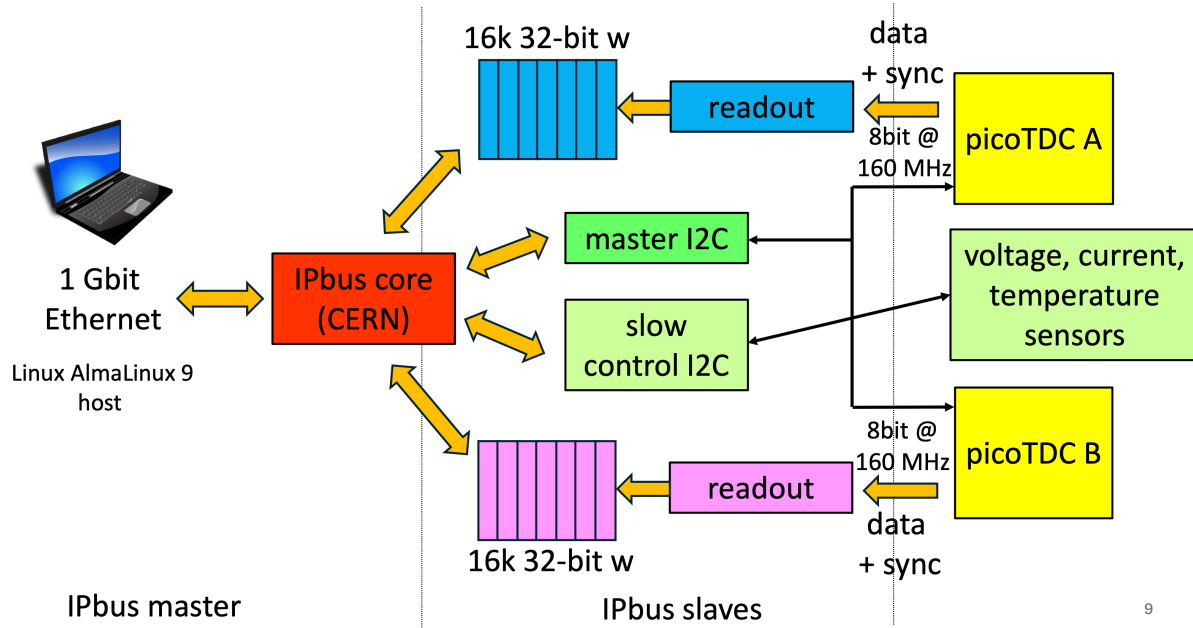 16k 32-bit w
data
+ sync
readout
8bit @
160 MHz
picoTDC A
master I2C
1 Gbit
Ethernet
Linux AlmaLinux 9
host
IPbus core
(CERN)
slow
control I2C
voltage, current,
temperature
sensors
8bit @
160 MHz
picoTDC B
readout
data
+ sync
16k 32-bit w
IPbus master
IPbus slaves
9